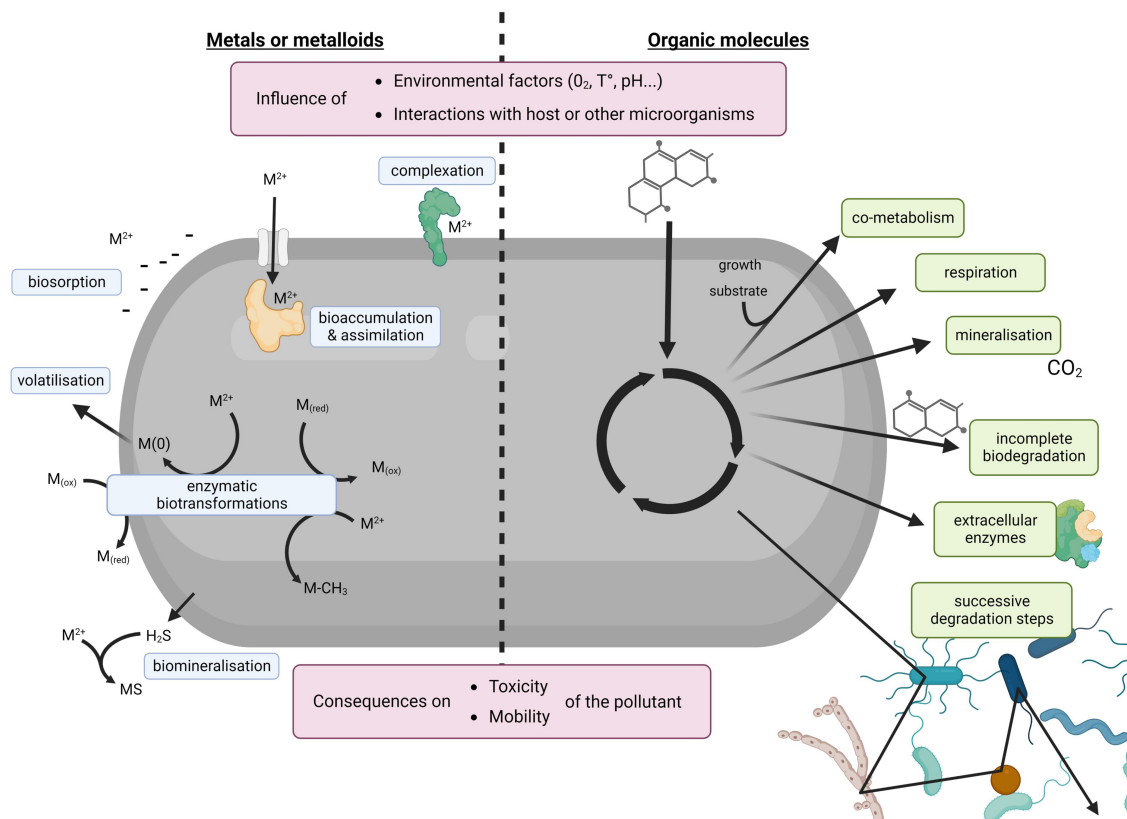 Metals or metalloids
Organic molecules
Influence of
• Environmental factors (0₂, T°, pH...)
• Interactions with host or other microorganisms
M²⁺
complexation
M²⁺
M²⁺
biosorption
M²⁺
bioaccumulation
& assimilation
volatilisation
M²⁺
M(red)
M(0)
M(ox)
M(ox)
enzymatic
biotransformations
M²⁺
M(red)
M-CH₃
M²⁺
H₂S
MS
biomineralisation
growth
substrate
co-metabolism
respiration
mineralisation
CO₂
incomplete
biodegradation
extracellular
enzymes
successive
degradation steps
Consequences on
• Toxicity
• Mobility
of the pollutant